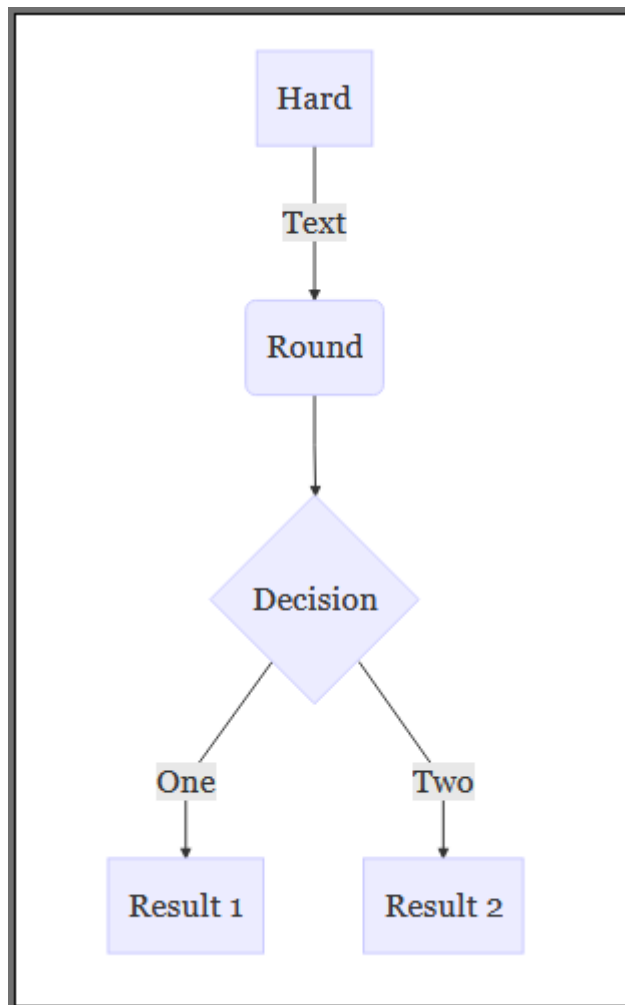 Hard
Text
Round
Decision
One
Two
Result 1
Result 2